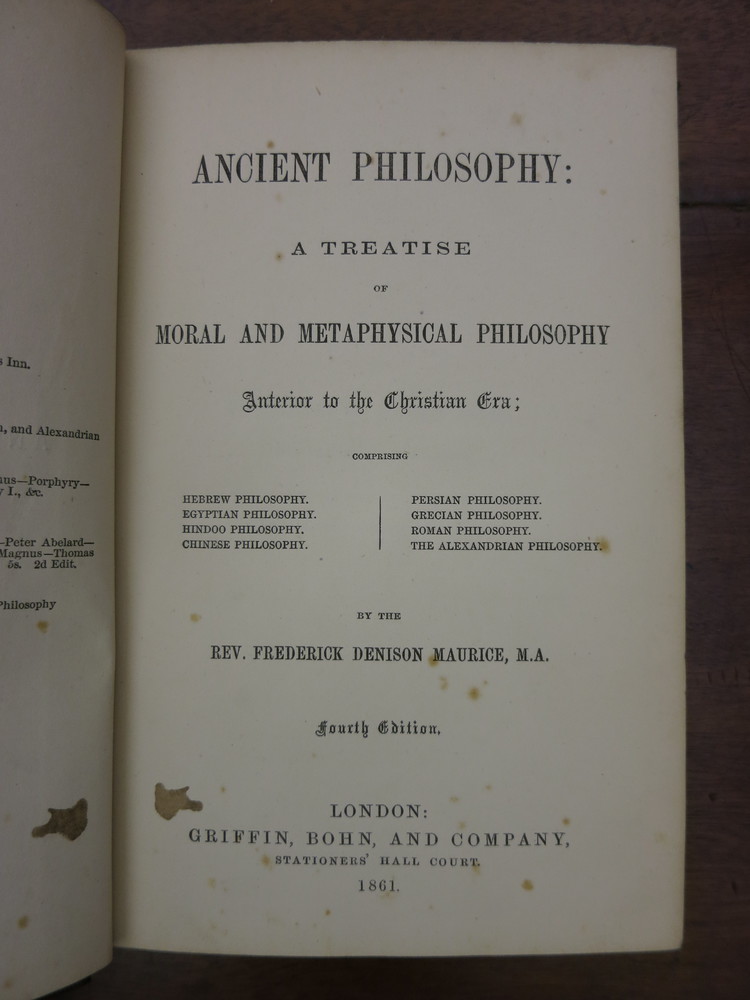 s Inn.
n, and Alexandrian
nus—Porphyry—
y I., &c.
—Peter Abelard—
Magnus—Thomas
5s. 2d Edit.
Philosophy
ANCIENT PHILOSOPHY:
A TREATISE
OF
MORAL AND METAPHYSICAL PHILOSOPHY
Anterior to the Christian Era;
COMPRISING
HEBREW PHILOSOPHY.
EGYPTIAN PHILOSOPHY.
HINDOO PHILOSOPHY.
CHINESE PHILOSOPHY.
PERSIAN PHILOSOPHY.
GRECIAN PHILOSOPHY.
ROMAN PHILOSOPHY.
THE ALEXANDRIAN PHILOSOPHY.
BY THE
REV. FREDERICK DENISON MAURICE, M.A.
Fourth Edition.
LONDON:
GRIFFIN, BOHN, AND COMPANY,
STATIONERS' HALL COURT.
1861.